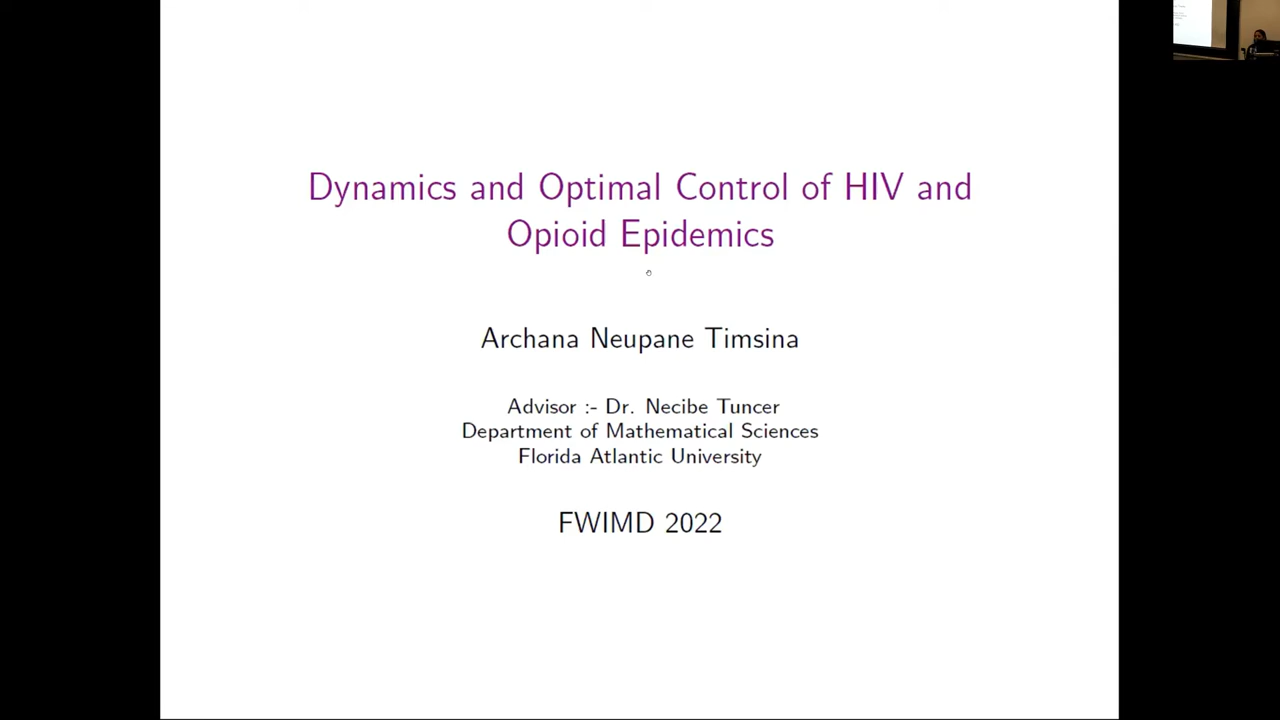 Dynamics and Optimal Control of HIV and
Opioid Epidemics
Archana Neupane Timsina
Advisor :- Dr. Necibe Tuncer
Department of Mathematical Sciences
Florida Atlantic University
FWIMD 2022